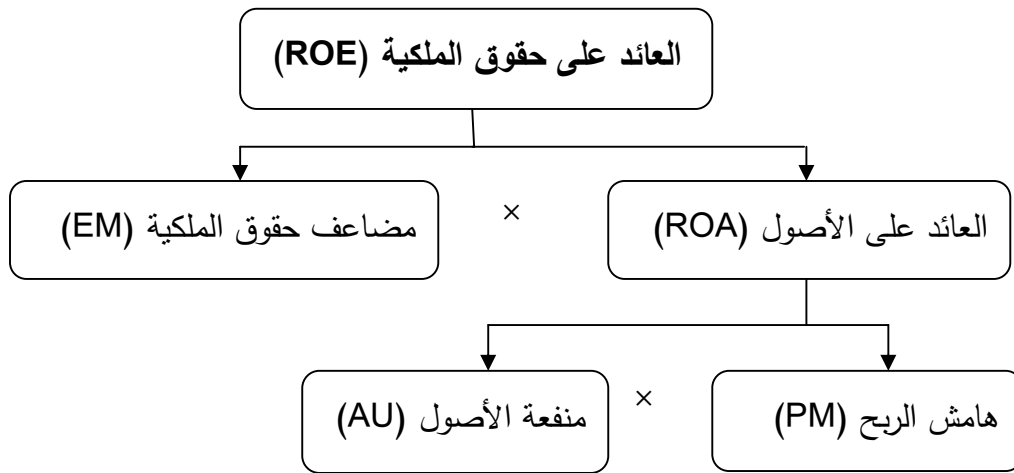 العائد على حقوق الملكية (ROE)
العائد على الأصول (ROA) × مضاعف حقوق الملكية (EM)
هامش الربح (PM) × منفعة الأصول (AU)